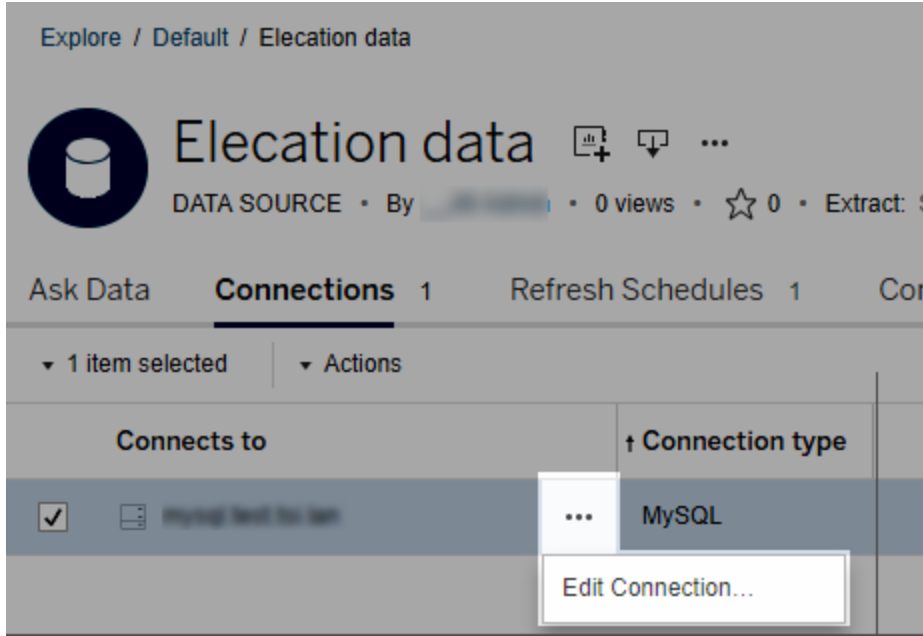 Explore / Default / Elecation data
Elecation data
DATA SOURCE • By • 0 views • 0 • Extract:
Ask Data Connections 1 Refresh Schedules 1
1 item selected Actions
Connects to ↑ Connection type
... MySQL
Edit Connection...